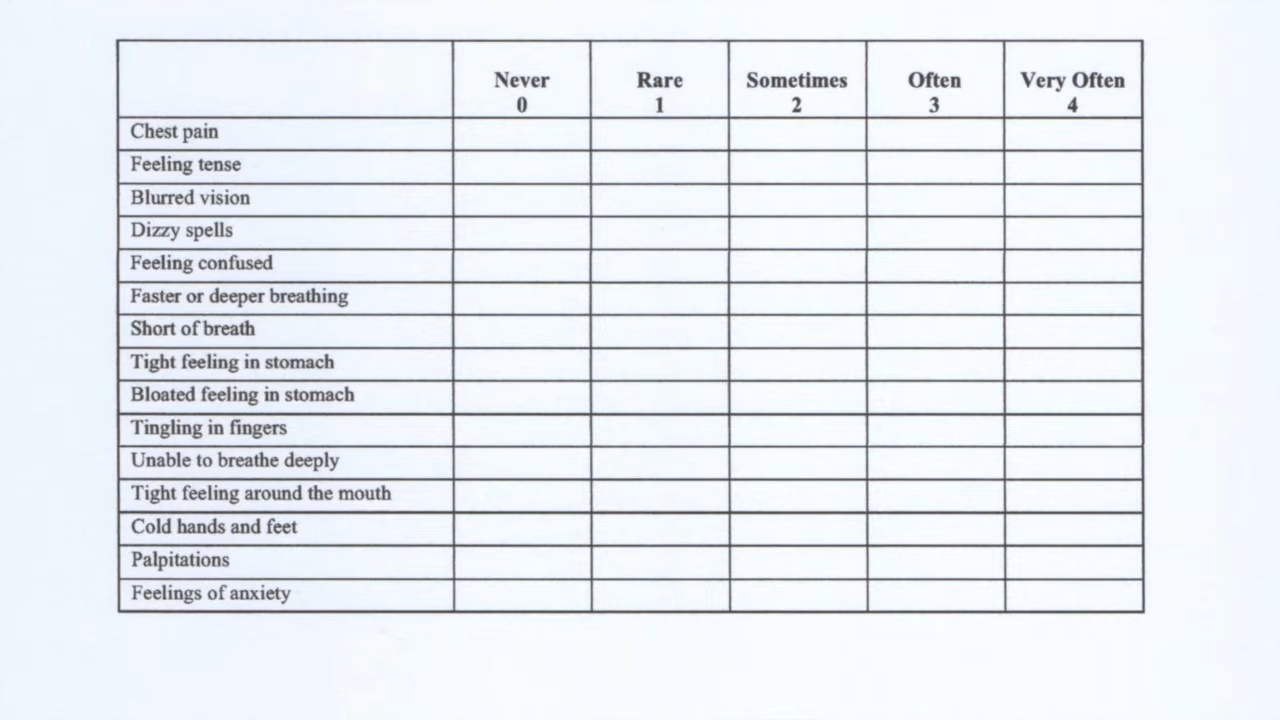 Never Rare Sometimes Often Very Often
0 1 2 3 4
Chest pain
Feeling tense
Blurred vision
Dizzy spells
Feeling confused
Faster or deeper breathing
Short of breath
Tight feeling in stomach
Bloated feeling in stomach
Tingling in fingers
Unable to breathe deeply
Tight feeling around the mouth
Cold hands and feet
Palpitations
Feelings of anxiety